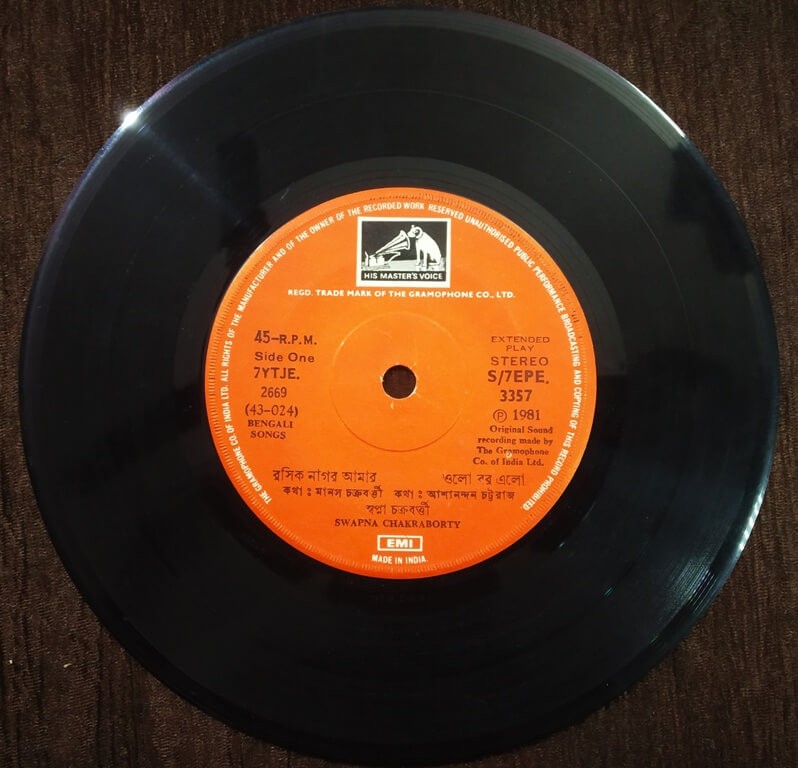 THE GRAMOPHONE CO. OF INDIA LTD. ALL RIGHTS OF THE MANUFACTURER AND OF THE OWNER OF THE RECORDED WORK RESERVED UNAUTHORISED PUBLIC PERFORMANCE BROADCASTING AND COPYING OF THIS RECORD PROHIBITED
HIS MASTER'S VOICE
REGD. TRADE MARK OF THE GRAMOPHONE CO., LTD.
45-R.P.M.
Side One
7YTJE.
2669
(43-024)
BENGALI
SONGS
EXTENDED
PLAY
STEREO
S/7EPE.
3357
℗ 1981
Original Sound
recording made by
The Gramophone
Co. of India Ltd.
রসিক নাগর আমার ওলো বর এলো
কথা : মানস চক্রবর্ত্তী কথা : আশানন্দন চট্টরাজ
স্বপ্না চক্রবর্ত্তী
SWAPNA CHAKRABORTY
EMI
MADE IN INDIA